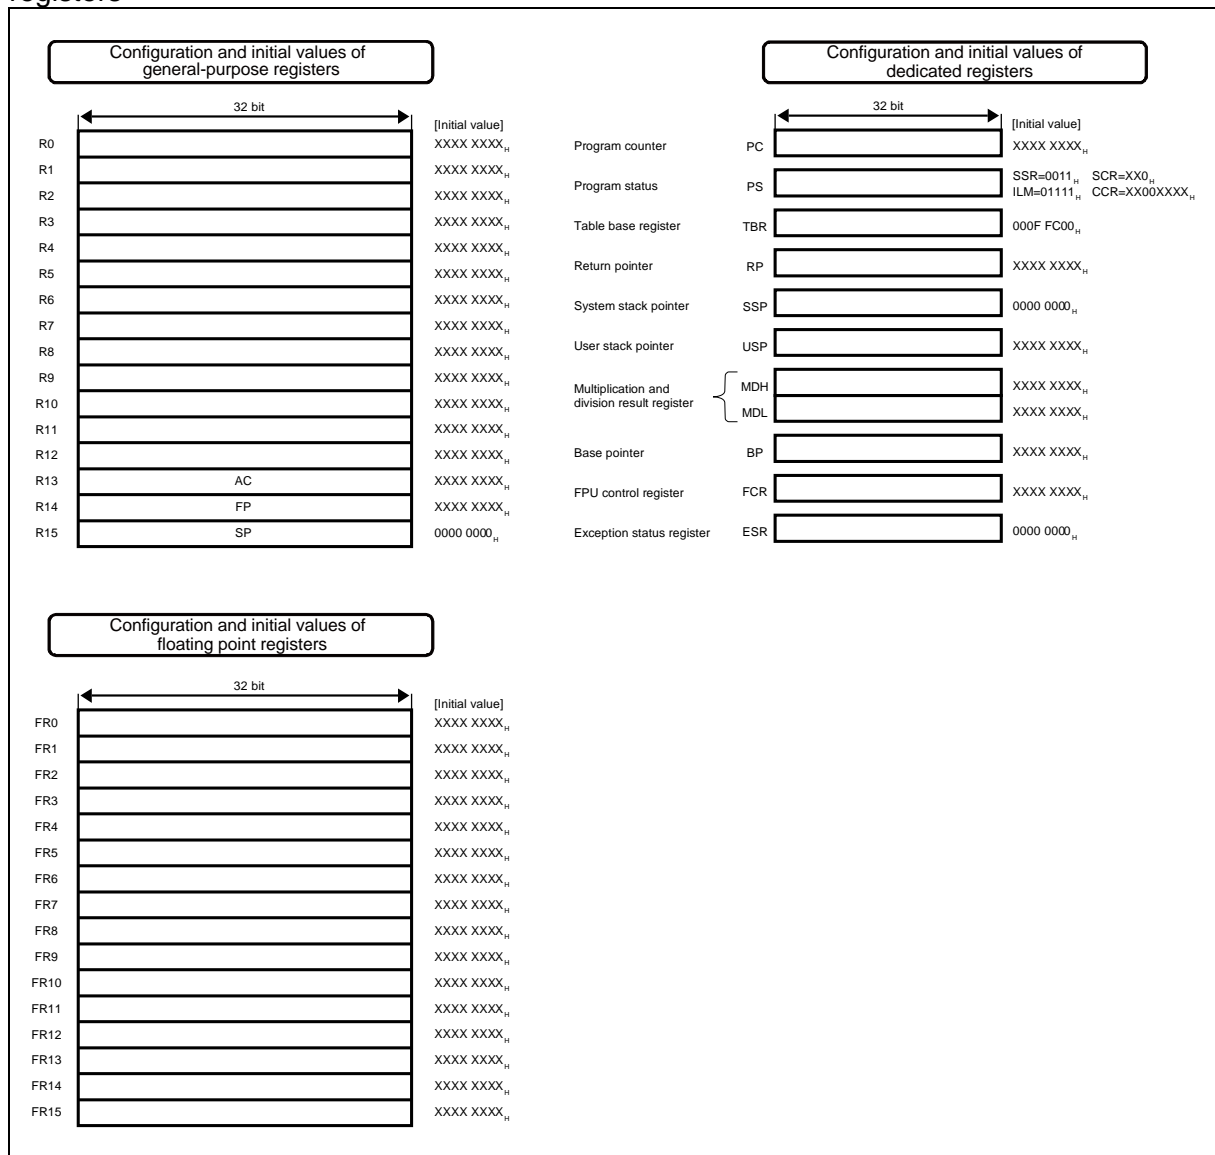 registers
Configuration and initial values of
general-purpose registers
32 bit
[Initial value]
R0 XXXX XXXXH
R1 XXXX XXXXH
R2 XXXX XXXXH
R3 XXXX XXXXH
R4 XXXX XXXXH
R5 XXXX XXXXH
R6 XXXX XXXXH
R7 XXXX XXXXH
R8 XXXX XXXXH
R9 XXXX XXXXH
R10 XXXX XXXXH
R11 XXXX XXXXH
R12 XXXX XXXXH
R13 AC XXXX XXXXH
R14 FP XXXX XXXXH
R15 SP 0000 0000H
Configuration and initial values of
dedicated registers
32 bit
[Initial value]
Program counter PC XXXX XXXXH
Program status PS SSR=0011H SCR=XX0H
ILM=01111H CCR=XX00XXXXH
Table base register TBR 000F FC00H
Return pointer RP XXXX XXXXH
System stack pointer SSP 0000 0000H
User stack pointer USP XXXX XXXXH
Multiplication and
division result register
MDH XXXX XXXXH
MDL XXXX XXXXH
Base pointer BP XXXX XXXXH
FPU control register FCR XXXX XXXXH
Exception status register ESR 0000 0000H
Configuration and initial values of
floating point registers
32 bit
[Initial value]
FR0 XXXX XXXXH
FR1 XXXX XXXXH
FR2 XXXX XXXXH
FR3 XXXX XXXXH
FR4 XXXX XXXXH
FR5 XXXX XXXXH
FR6 XXXX XXXXH
FR7 XXXX XXXXH
FR8 XXXX XXXXH
FR9 XXXX XXXXH
FR10 XXXX XXXXH
FR11 XXXX XXXXH
FR12 XXXX XXXXH
FR13 XXXX XXXXH
FR14 XXXX XXXXH
FR15 XXXX XXXXH